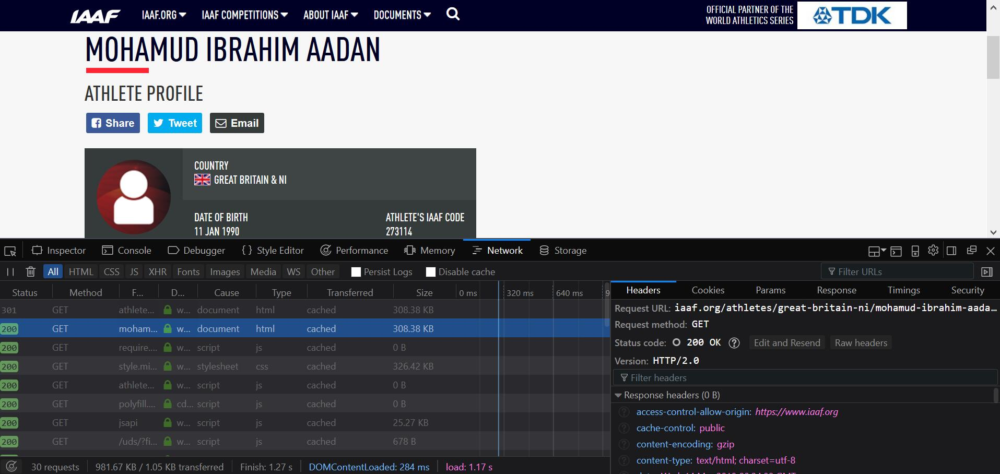 IAAF IAAF.ORG IAAF COMPETITIONS ABOUT IAAF DOCUMENTS
OFFICIAL PARTNER OF THE
WORLD ATHLETICS SERIES
TDK
MOHAMUD IBRAHIM AADAN
ATHLETE PROFILE
Share Tweet Email
COUNTRY
GREAT BRITAIN & NI
DATE OF BIRTH
11 JAN 1990
ATHLETE'S IAAF CODE
273114
Inspector Console Debugger {} Style Editor Performance Memory Network Storage
All HTML CSS JS XHR Fonts Images Media WS Other Persist Logs Disable cache Filter URLs
Status Method F... D... Cause Type Transferred Size 0 ms 320 ms 640 ms 9
301 GET athlete... w... document html cached 308.38 KB
200 GET moham... w... document html cached 308.38 KB
200 GET require.... w... script js cached 0 B
200 GET style.mi... w... stylesheet css cached 326.42 KB
200 GET athlete... w... script js cached 0 B
200 GET polyfill.... cd... script js cached 0 B
200 GET jsapi w... script js cached 25.27 KB
200 GET /uds/?fi... w... script js cached 678 B
30 requests 981.67 KB / 1.05 KB transferred Finish: 1.27 s DOMContentLoaded: 284 ms load: 1.17 s
Headers Cookies Params Response Timings Security
Request URL: iaaf.org/athletes/great-britain-ni/mohamud-ibrahim-aada...
Request method: GET
Status code: 200 OK ? Edit and Resend Raw headers
Version: HTTP/2.0
Filter headers
Response headers (0 B)
? access-control-allow-origin: https://www.iaaf.org
? cache-control: public
? content-encoding: gzip
? content-type: text/html; charset=utf-8